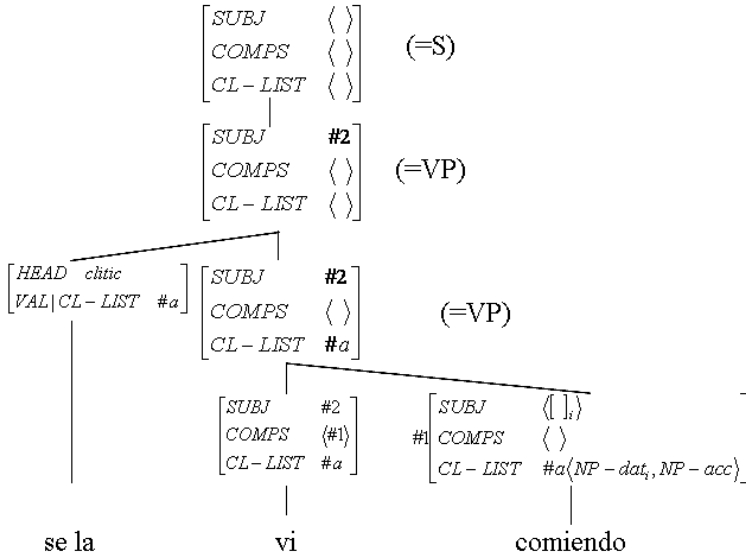 [SUBJ ⟨ ⟩]
[COMPS ⟨ ⟩] (=S)
[CL–LIST ⟨ ⟩]
[SUBJ #2]
[COMPS ⟨ ⟩] (=VP)
[CL–LIST ⟨ ⟩]
[HEAD clitic]
[VAL|CL–LIST #a]
[SUBJ #2]
[COMPS ⟨ ⟩] (=VP)
[CL–LIST #a]
[SUBJ #2]
[COMPS ⟨#1⟩]
[CL–LIST #a]
[SUBJ ⟨[ ]i⟩]
#1[COMPS ⟨ ⟩]
[CL–LIST #a⟨NP–dati, NP–acc⟩]
se la vi comiendo